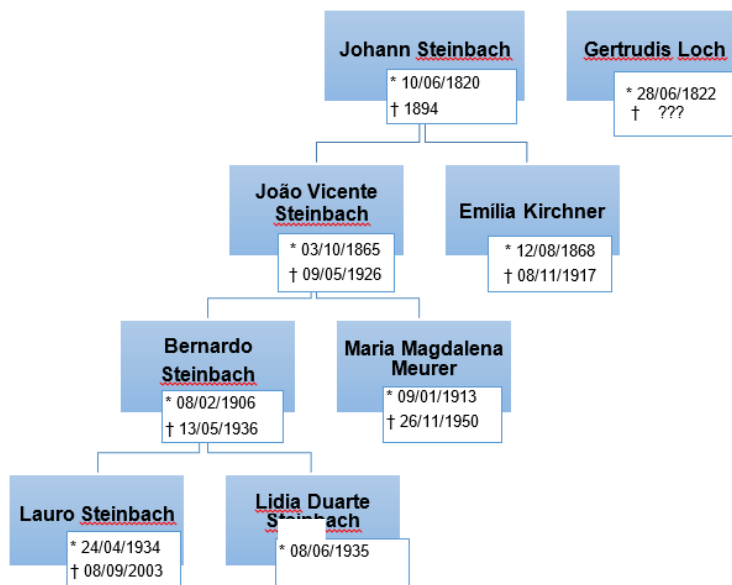 Johann Steinbach
* 10/06/1820
† 1894
Gertrudis Loch
* 28/06/1822
† ???
João Vicente
Steinbach
* 03/10/1865
† 09/05/1926
Emília Kirchner
* 12/08/1868
† 08/11/1917
Bernardo
Steinbach
* 08/02/1906
† 13/05/1936
Maria Magdalena
Meurer
* 09/01/1913
† 26/11/1950
Lauro Steinbach
* 24/04/1934
† 08/09/2003
Lidia Duarte
Steinbach
* 08/06/1935